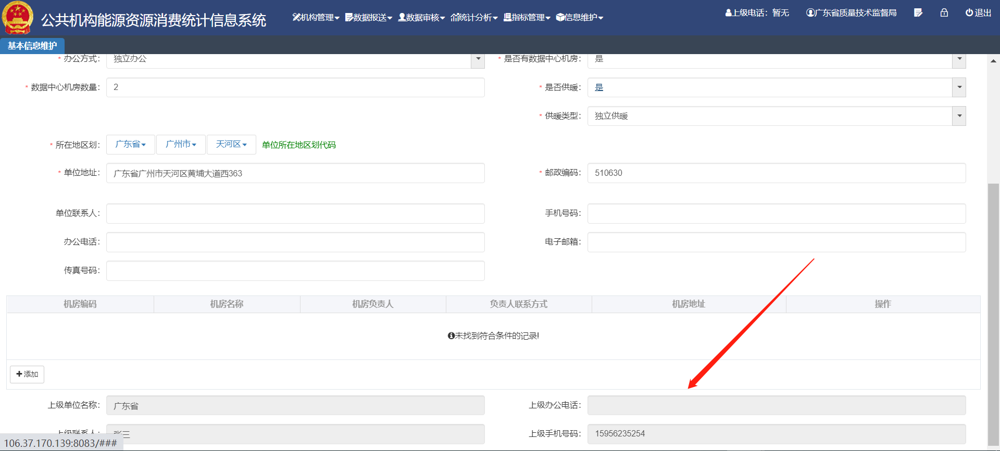 公共机构能源资源消费统计信息系统 机构管理 数据报送 数据审核 统计分析 指标管理 信息维护 上级电话：暂无 广东省质量技术监督局 退出
基本信息维护
* 办公方式： 独立办公 * 是否有数据中心机房： 是
* 数据中心机房数量： 2 * 是否供暖： 是
* 供暖类型： 独立供暖
* 所在地区划： 广东省 广州市 天河区 单位所在地区划代码
* 单位地址： 广东省广州市天河区黄埔大道西363 * 邮政编码： 510630
单位联系人： 手机号码：
办公电话： 电子邮箱：
传真号码：
机房编码 机房名称 机房负责人 负责人联系方式 机房地址 操作
未找到符合条件的记录!
添加
上级单位名称： 广东省 上级办公电话：
上级联系人： 张三 上级手机号码： 15956235254
106.37.170.139:8083/###